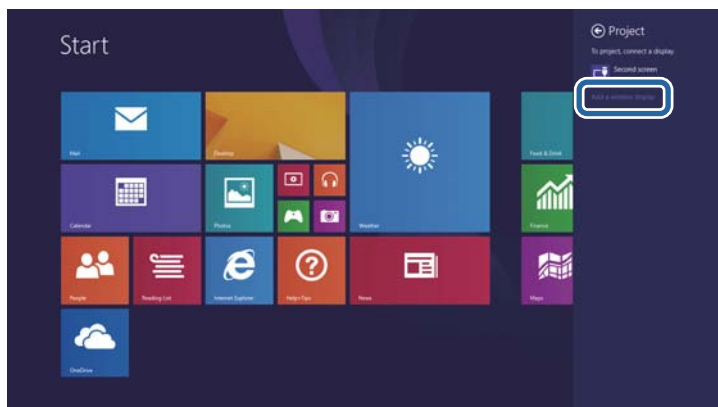 Start
Project
To project, connect a display.
Second screen
Add a wireless display
Mail
Desktop
Food & Drink
Calendar
Photos
Weather
Finance
People
Reading List
Internet Explorer
Help+Tips
News
Maps
OneDrive